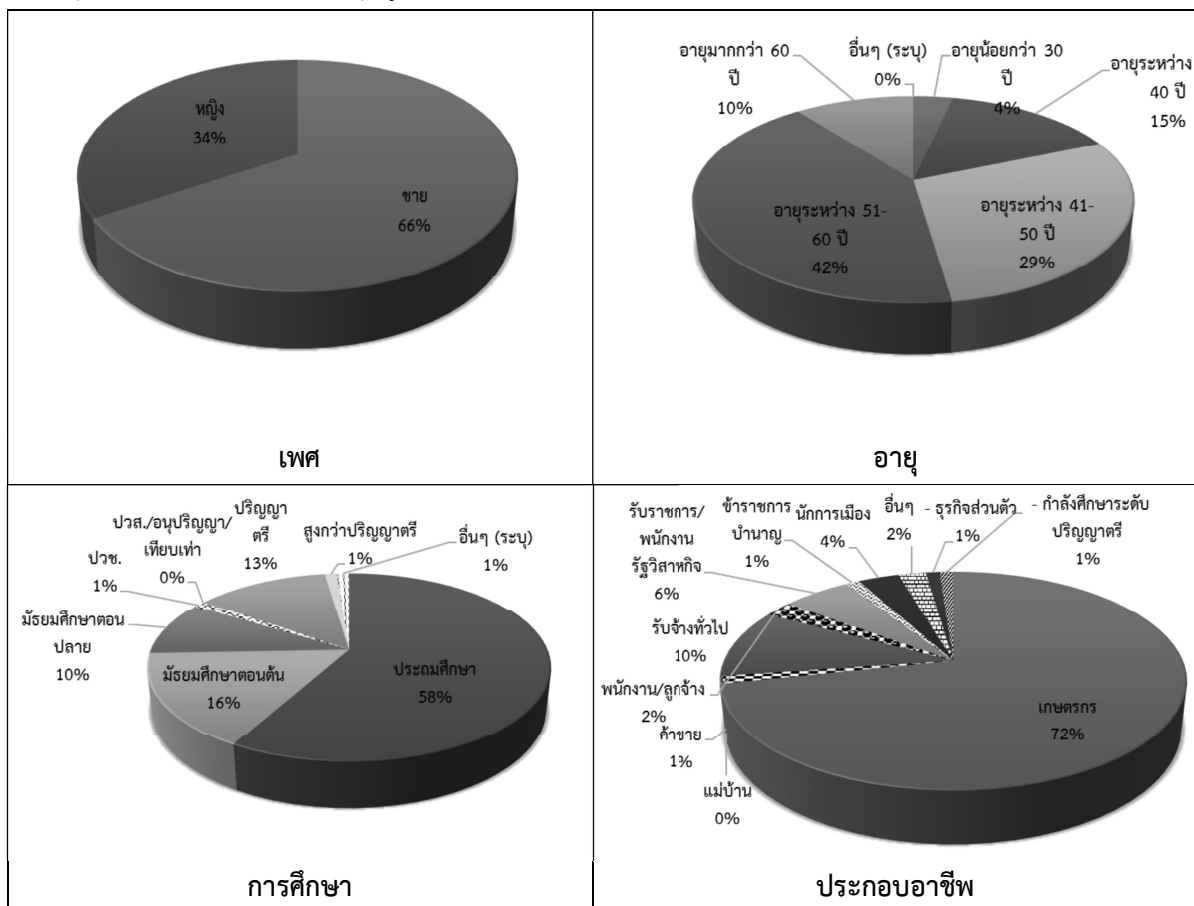 หญิง
34%
ชาย
66%
เพศ
อายุมากกว่า 60
ปี
10%
อื่นๆ (ระบุ)
0%
อายุน้อยกว่า 30
ปี
4%
อายุระหว่าง
40 ปี
15%
อายุระหว่าง 41-
50 ปี
29%
อายุระหว่าง 51-
60 ปี
42%
อายุ
ปวส./อนุปริญญา/
เทียบเท่า
0%
ปริญญา
ตรี
13%
สูงกว่าปริญญาตรี
1%
อื่นๆ (ระบุ)
1%
ปวช.
1%
มัธยมศึกษาตอน
ปลาย
10%
มัธยมศึกษาตอนต้น
16%
ประถมศึกษา
58%
การศึกษา
รับราชการ/
พนักงาน
รัฐวิสาหกิจ
6%
ข้าราชการ
บำนาญ
1%
นักการเมือง
4%
อื่นๆ
2%
- ธุรกิจส่วนตัว
1%
- กำลังศึกษาระดับ
ปริญญาตรี
1%
รับจ้างทั่วไป
10%
พนักงาน/ลูกจ้าง
2%
ค้าขาย
1%
แม่บ้าน
0%
เกษตรกร
72%
ประกอบอาชีพ